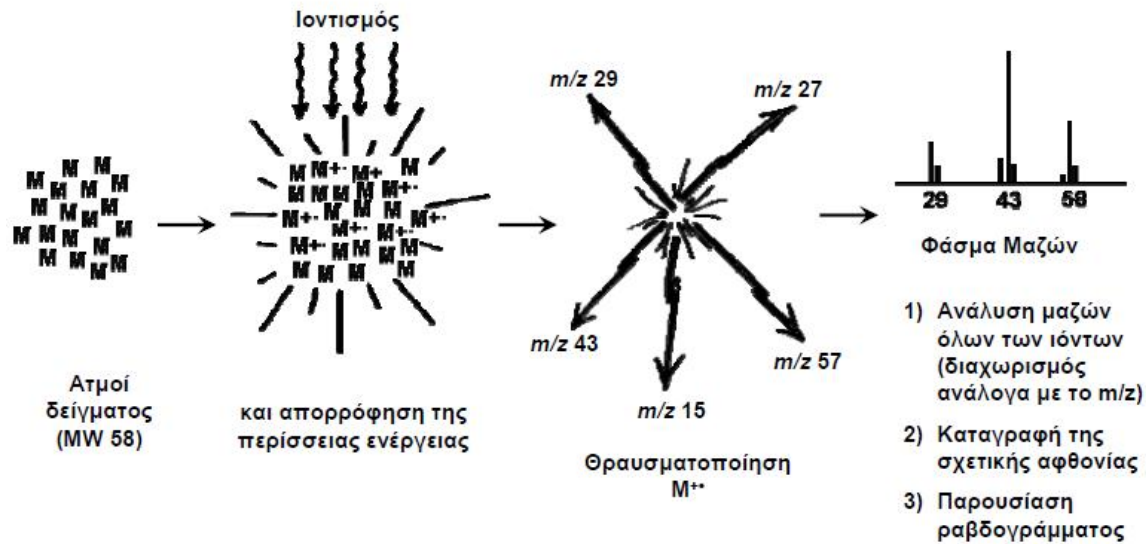 Ιοντισμός
M M M M M M M M M M M M M M M M M
M M+· M+ M
M M M M M+·
M+· M M M+·
M+· M+·
M+· M M M
M M M M M
Ατμοί
δείγματος
(MW 58)
και απορρόφηση της
περίσσειας ενέργειας
m/z 29
m/z 27
m/z 43
m/z 57
m/z 15
Θραυσματοποίηση
M+•
29 43 58
Φάσμα Μαζών
1) Ανάλυση μαζών
όλων των ιόντων
(διαχωρισμός
ανάλογα με το m/z)
2) Καταγραφή της
σχετικής αφθονίας
3) Παρουσίαση
ραβδογράμματος